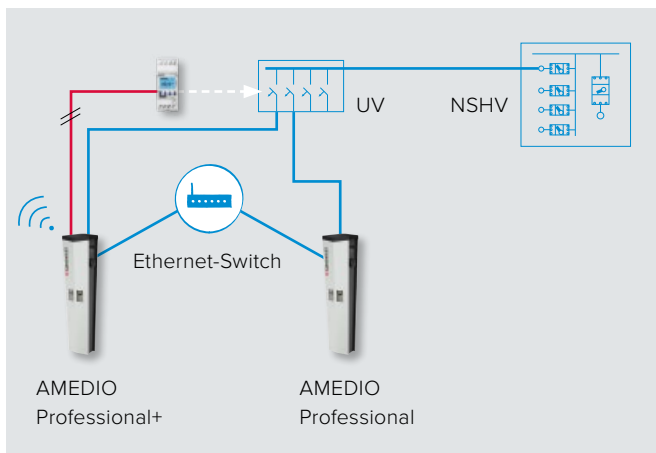 UV
NSHV
Ethernet-Switch
AMEDIO
Professional+
AMEDIO
Professional